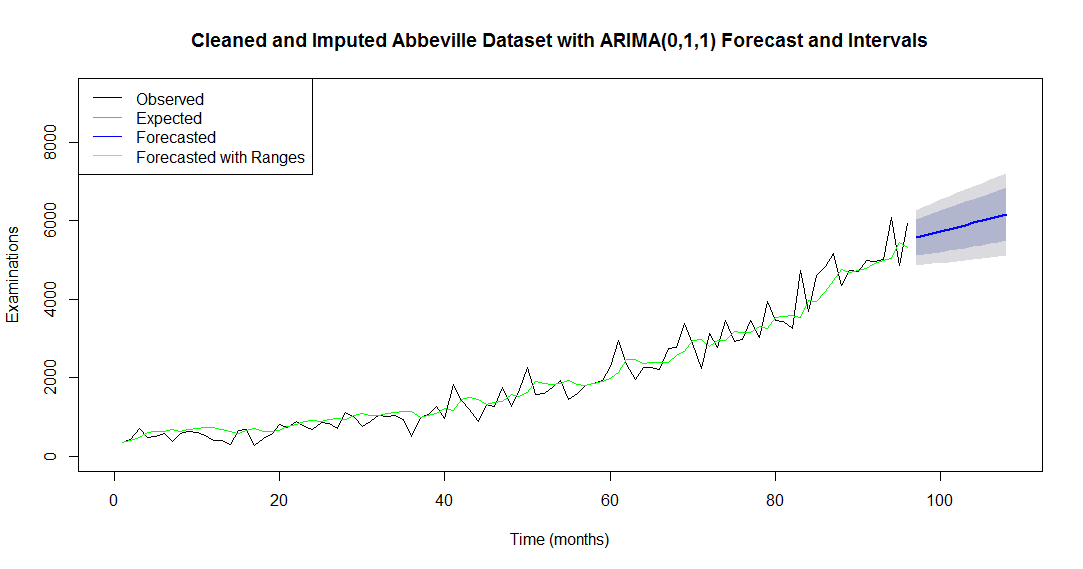 Cleaned and Imputed Abbeville Dataset with ARIMA(0,1,1) Forecast and Intervals
Observed
Expected
Forecasted
Forecasted with Ranges
Examinations
8000
6000
4000
2000
0
0 20 40 60 80 100
Time (months)